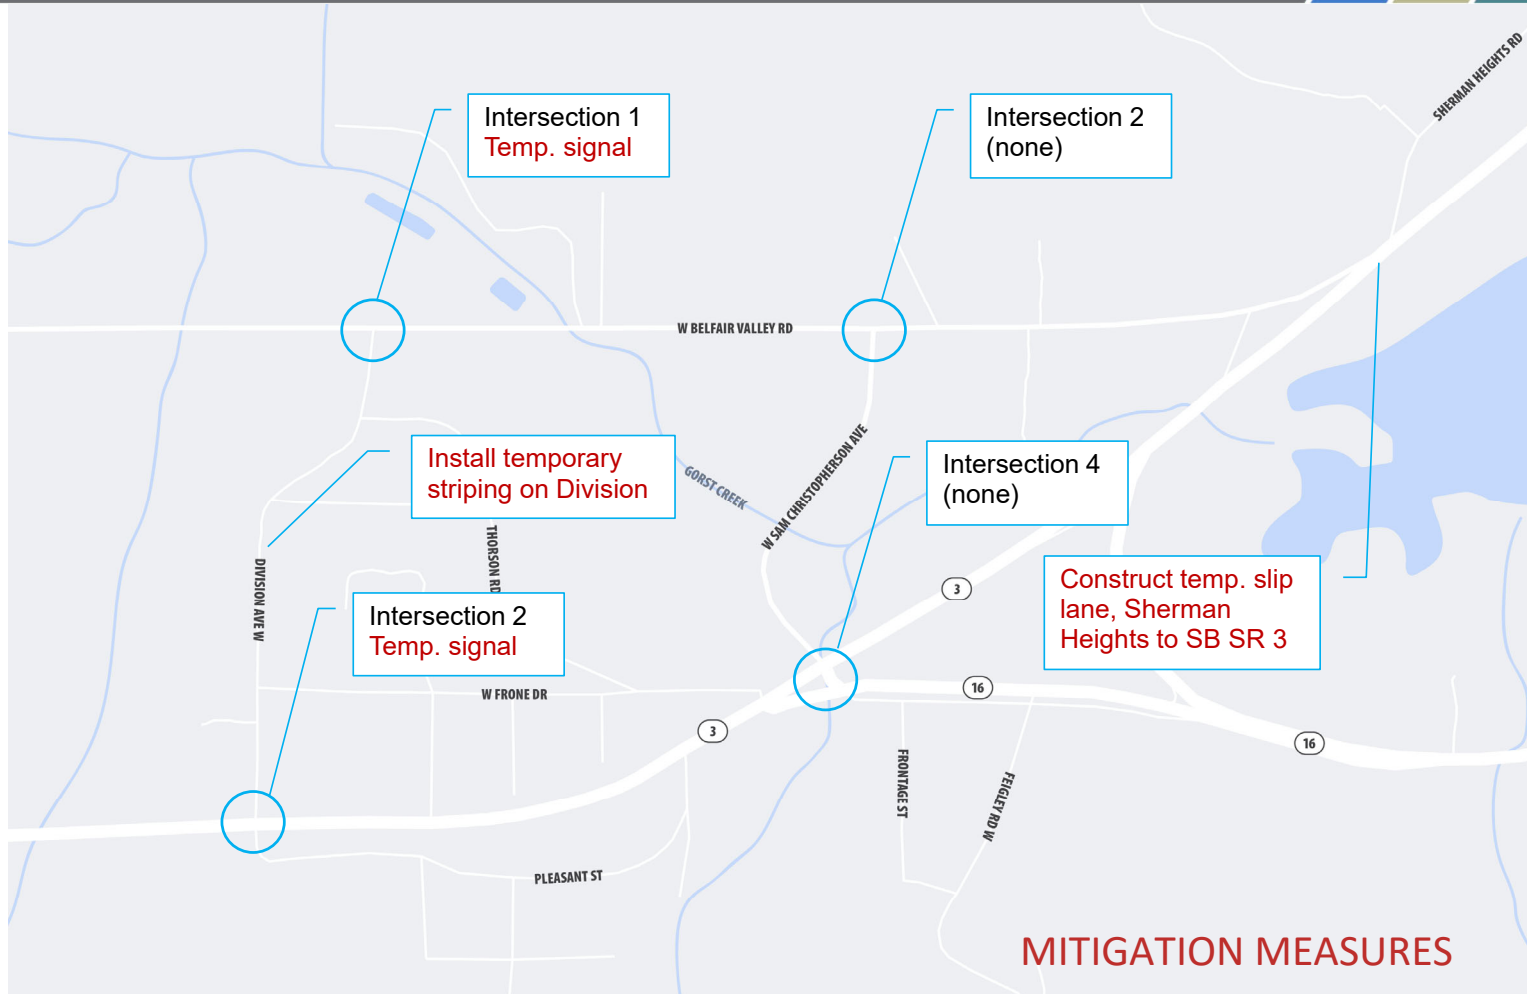 SHERMAN HEIGHTS RD
Intersection 1
Temp. signal
Intersection 2
(none)
W BELFAIR VALLEY RD
Install temporary
striping on Division
GORST CREEK
W SAM CHRISTOPHERSON AVE
Intersection 4
(none)
THORSON RD
DIVISION AVE W
3
Construct temp. slip
lane, Sherman
Heights to SB SR 3
Intersection 2
Temp. signal
W FRONE DR
16
3
16
FRONTAGE ST
FEIGLEY RD W
PLEASANT ST
MITIGATION MEASURES